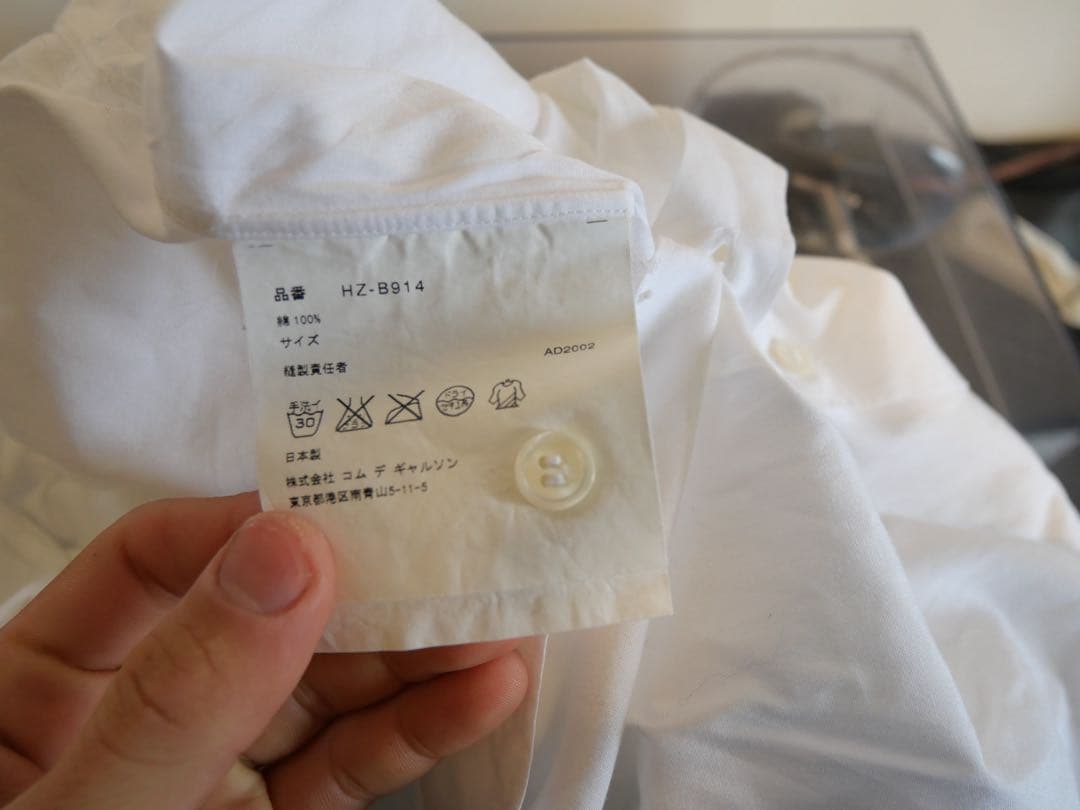 品番 HZ-B914
綿 100%
サイズ
AD2002
縫製責任者
手洗イ
30
ドライ
日本製
株式会社 コム デ ギャルソン
東京都港区南青山5-11-5